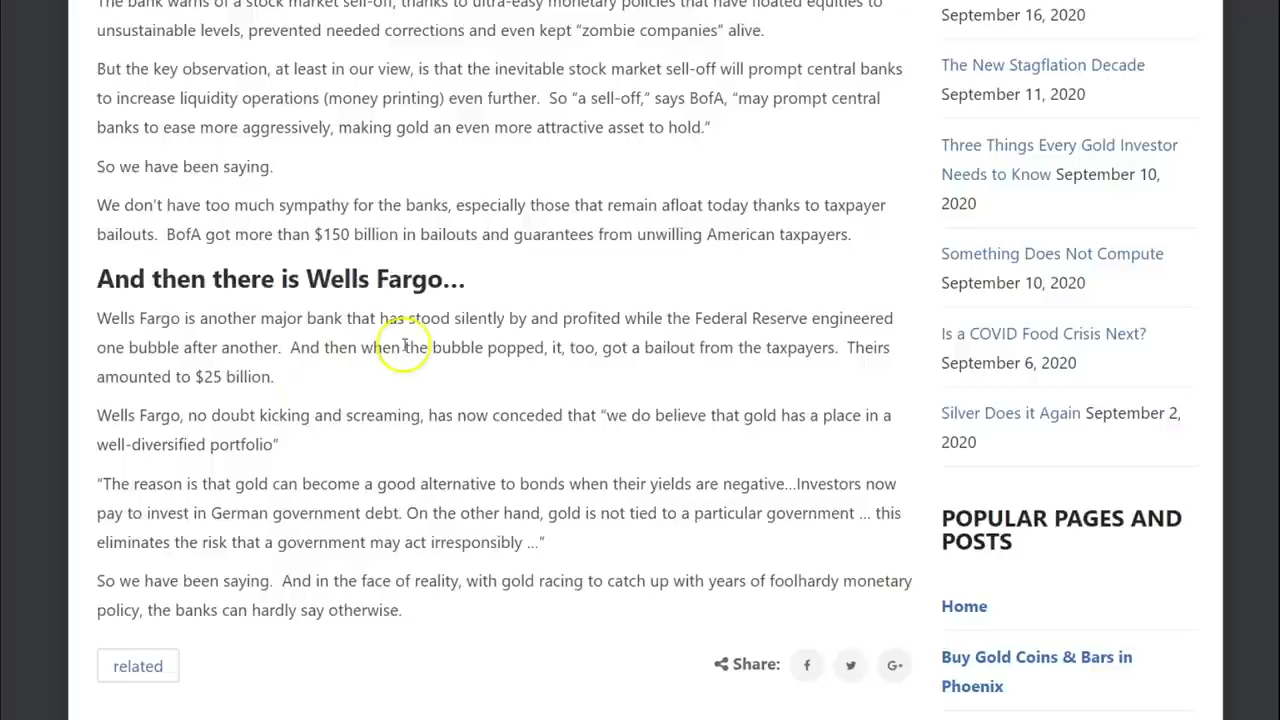 The bank warns of a stock market sell-off, thanks to ultra-easy monetary policies that have floated equities to
unsustainable levels, prevented needed corrections and even kept “zombie companies” alive.
But the key observation, at least in our view, is that the inevitable stock market sell-off will prompt central banks
to increase liquidity operations (money printing) even further.  So “a sell-off,” says BofA, “may prompt central
banks to ease more aggressively, making gold an even more attractive asset to hold.”
So we have been saying.
We don’t have too much sympathy for the banks, especially those that remain afloat today thanks to taxpayer
bailouts.  BofA got more than $150 billion in bailouts and guarantees from unwilling American taxpayers.
And then there is Wells Fargo…
Wells Fargo is another major bank that has stood silently by and profited while the Federal Reserve engineered
one bubble after another.  And then when the bubble popped, it, too, got a bailout from the taxpayers.  Theirs
amounted to $25 billion.
Wells Fargo, no doubt kicking and screaming, has now conceded that “we do believe that gold has a place in a
well-diversified portfolio”
“The reason is that gold can become a good alternative to bonds when their yields are negative…Investors now
pay to invest in German government debt. On the other hand, gold is not tied to a particular government … this
eliminates the risk that a government may act irresponsibly …”
So we have been saying.  And in the face of reality, with gold racing to catch up with years of foolhardy monetary
policy, the banks can hardly say otherwise.
related
Share:
f
G+
September 16, 2020
The New Stagflation Decade
September 11, 2020
Three Things Every Gold Investor
Needs to Know September 10,
2020
Something Does Not Compute
September 10, 2020
Is a COVID Food Crisis Next?
September 6, 2020
Silver Does it Again September 2,
2020
POPULAR PAGES AND
POSTS
Home
Buy Gold Coins & Bars in
Phoenix